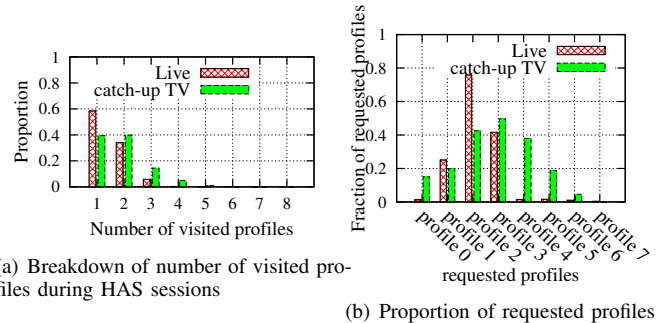 1
0.8
0.6
0.4
0.2
0
Proportion
Live
catch-up TV
1 2 3 4 5 6 7 8
Number of visited profiles
(a) Breakdown of number of visited pro-
files during HAS sessions
1
0.8
0.6
0.4
0.2
0
Fraction of requested profiles
Live
catch-up TV
profile 0
profile 1
profile 2
profile 3
profile 4
profile 5
profile 6
profile 7
requested profiles
(b) Proportion of requested profiles